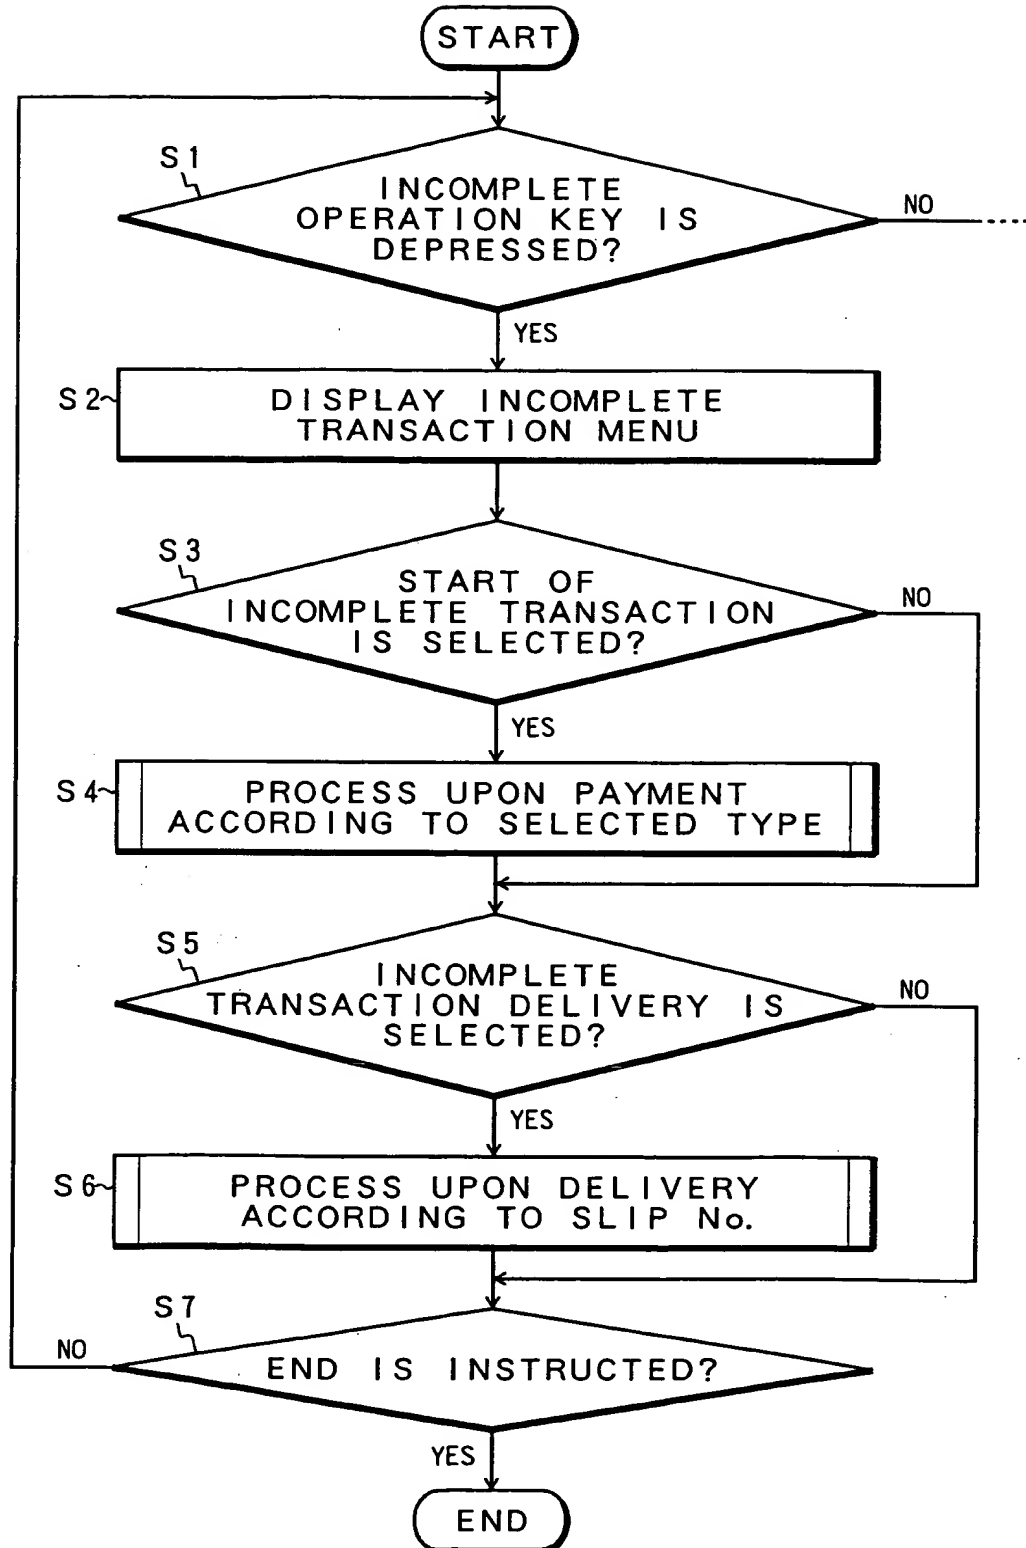 START
S1
INCOMPLETE
OPERATION KEY IS
DEPRESSED?
NO
YES
S2
DISPLAY INCOMPLETE
TRANSACTION MENU
S3
START OF
INCOMPLETE TRANSACTION
IS SELECTED?
NO
YES
S4
PROCESS UPON PAYMENT
ACCORDING TO SELECTED TYPE
S5
INCOMPLETE
TRANSACTION DELIVERY IS
SELECTED?
NO
YES
S6
PROCESS UPON DELIVERY
ACCORDING TO SLIP No.
S7
NO
END IS INSTRUCTED?
YES
END